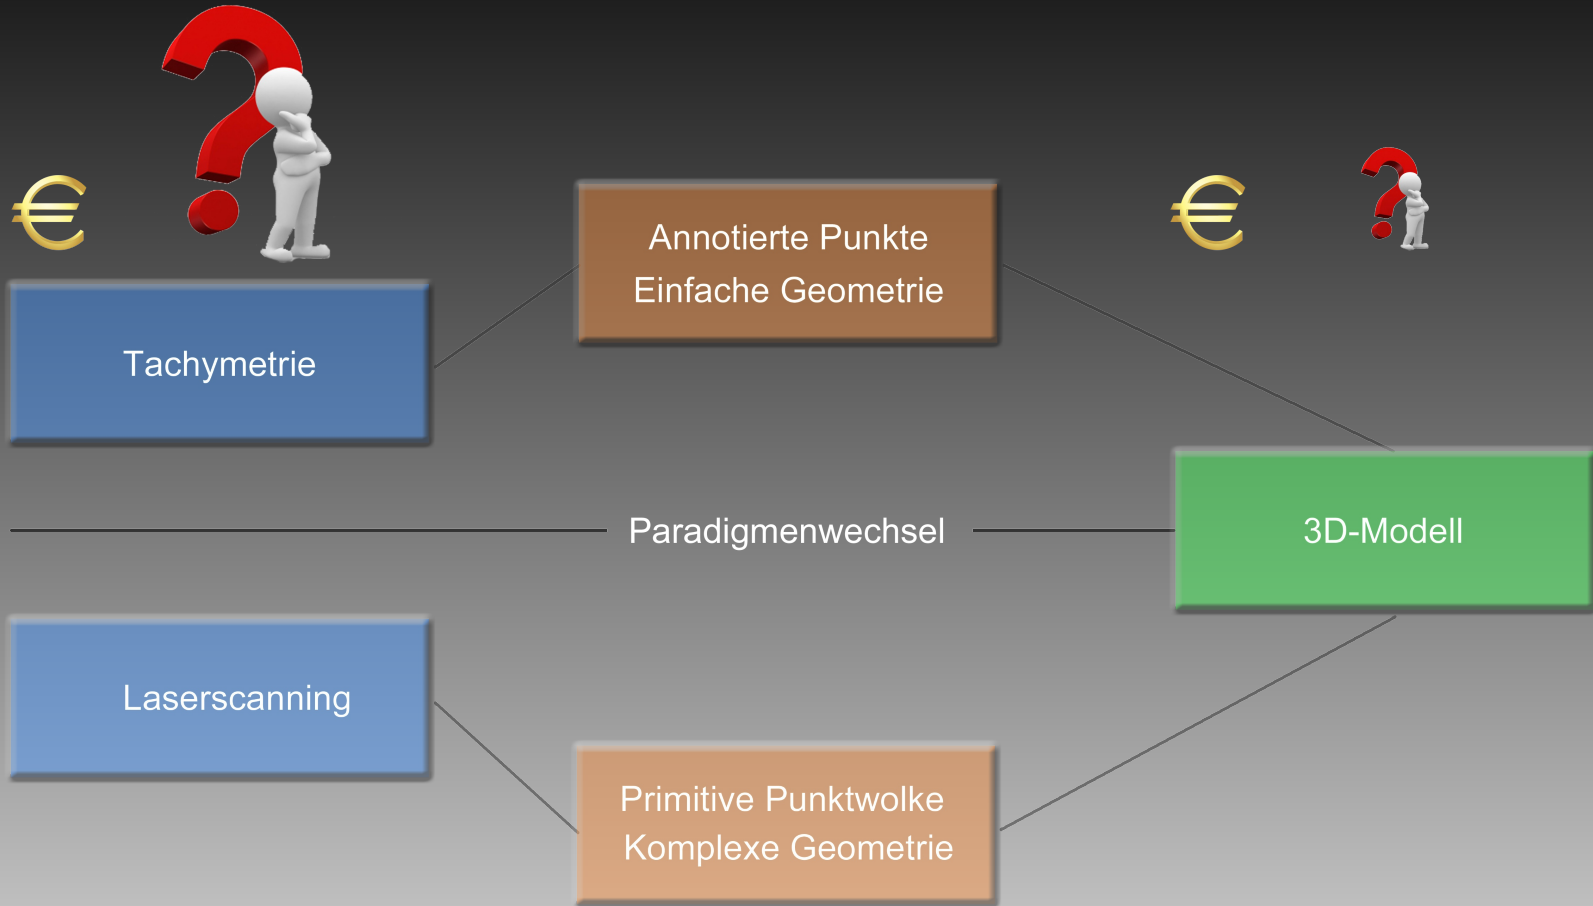 Annotierte Punkte
Einfache Geometrie
Tachymetrie
Paradigmenwechsel
3D-Modell
Laserscanning
Primitive Punktwolke
Komplexe Geometrie